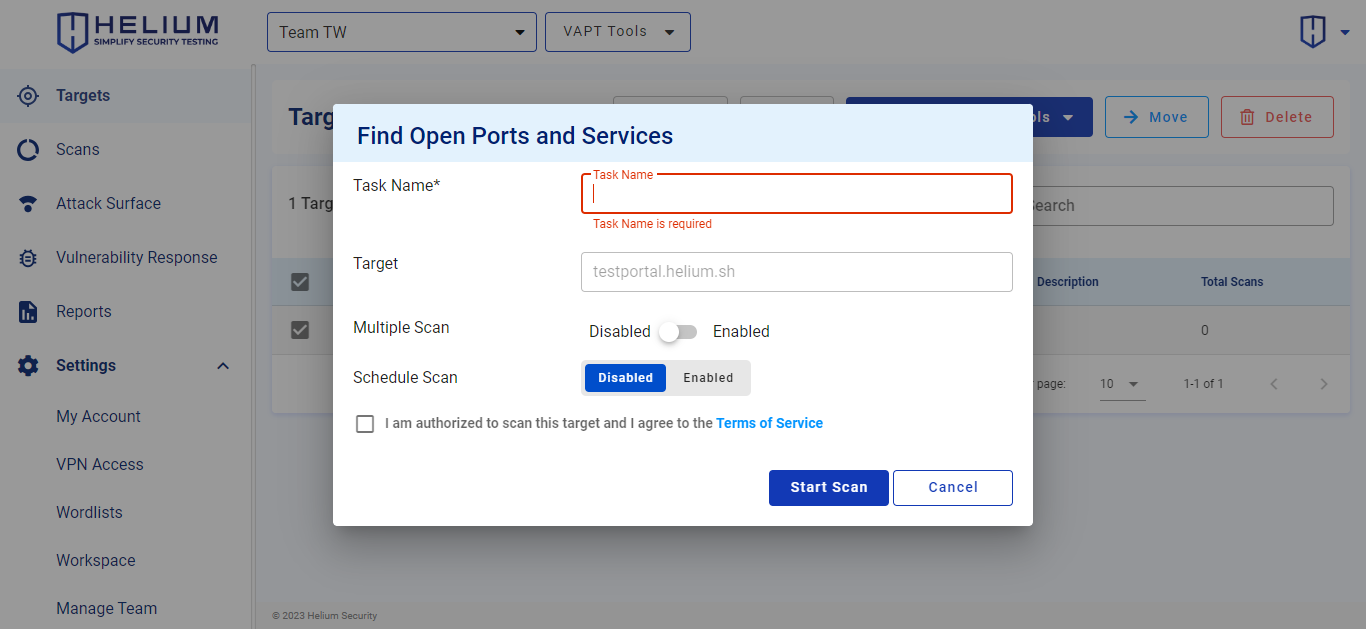 HELIUM
SIMPLIFY SECURITY TESTING
Team TW
VAPT Tools
Targets
Scans
Attack Surface
Vulnerability Response
Reports
Settings
My Account
VPN Access
Wordlists
Workspace
Manage Team
Targ
ols
Move
Delete
1 Targ
Search
Description
Total Scans
0
page:
10
1-1 of 1
Find Open Ports and Services
Task Name*
Task Name
Task Name is required
Target
testportal.helium.sh
Multiple Scan
Disabled
Enabled
Schedule Scan
Disabled
Enabled
I am authorized to scan this target and I agree to the Terms of Service
Start Scan
Cancel
© 2023 Helium Security